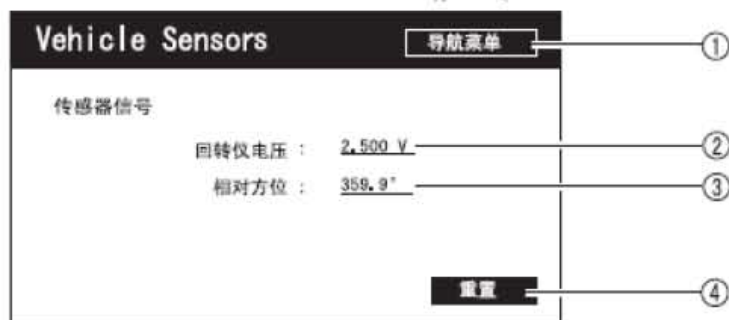 Vehicle Sensors 导航菜单 ①
传感器信号
回转仪电压 : 2.500 V ②
相对方位 : 359.9° ③
重置 ④